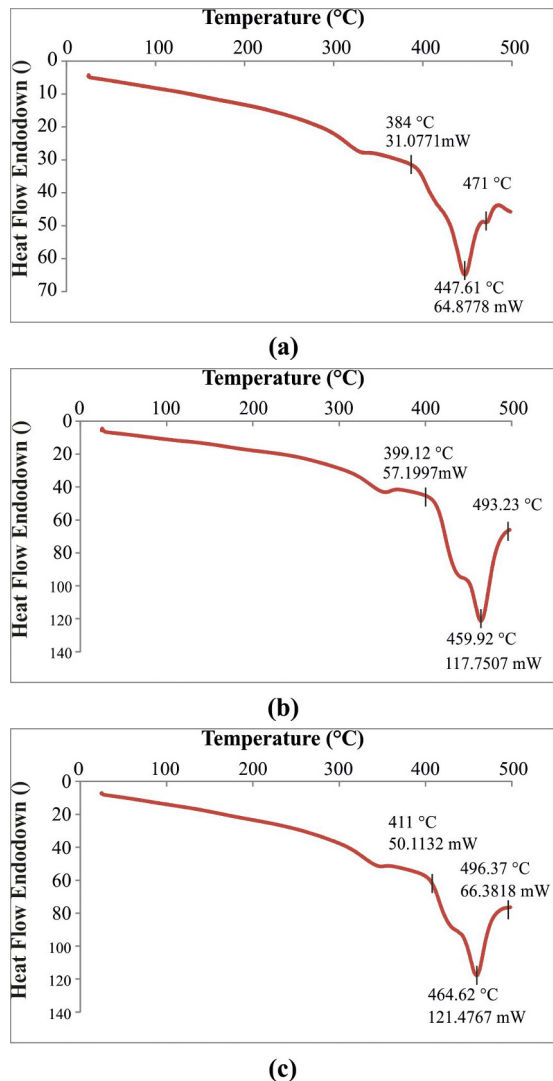 Temperature (°C)
0 100 200 300 400 500
Heat Flow Endodown ()
0
10
20
30
40
50
60
70
384 °C
31.0771mW
471 °C
447.61 °C
64.8778 mW
(a)
Temperature (°C)
0 100 200 300 400 500
Heat Flow Endodown ()
0
20
40
60
80
100
120
140
399.12 °C
57.1997mW
493.23 °C
459.92 °C
117.7507 mW
(b)
Temperature (°C)
0 100 200 300 400 500
Heat Flow Endodown ()
0
20
40
60
80
100
120
140
411 °C
50.1132 mW
496.37 °C
66.3818 mW
464.62 °C
121.4767 mW
(c)